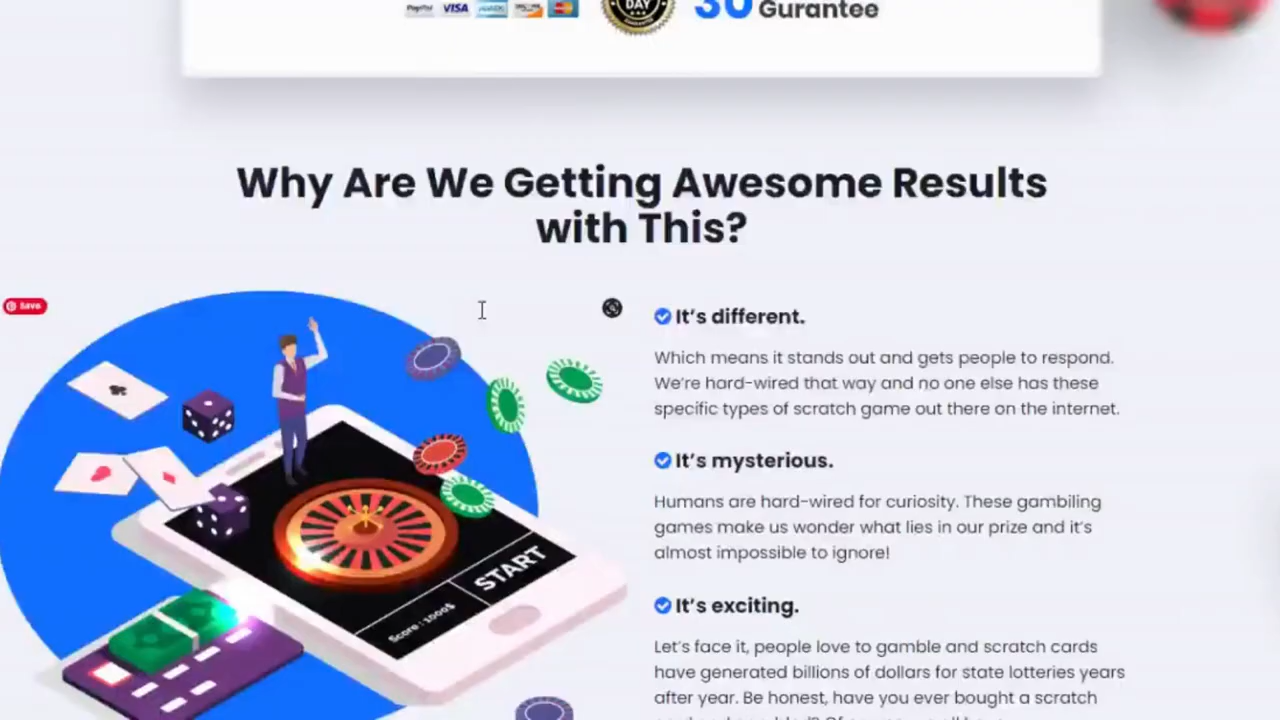 PayPal VISA
DAY
30 Gurantee
Why Are We Getting Awesome Results
with This?
Save
It's different.
Which means it stands out and gets people to respond.
We're hard-wired that way and no one else has these
specific types of scratch game out there on the internet.
It's mysterious.
Humans are hard-wired for curiosity. These gambiling
games make us wonder what lies in our prize and it's
almost impossible to ignore!
START
Score : 1000$
It's exciting.
Let's face it, people love to gamble and scratch cards
have generated billions of dollars for state lotteries years
after year. Be honest, have you ever bought a scratch